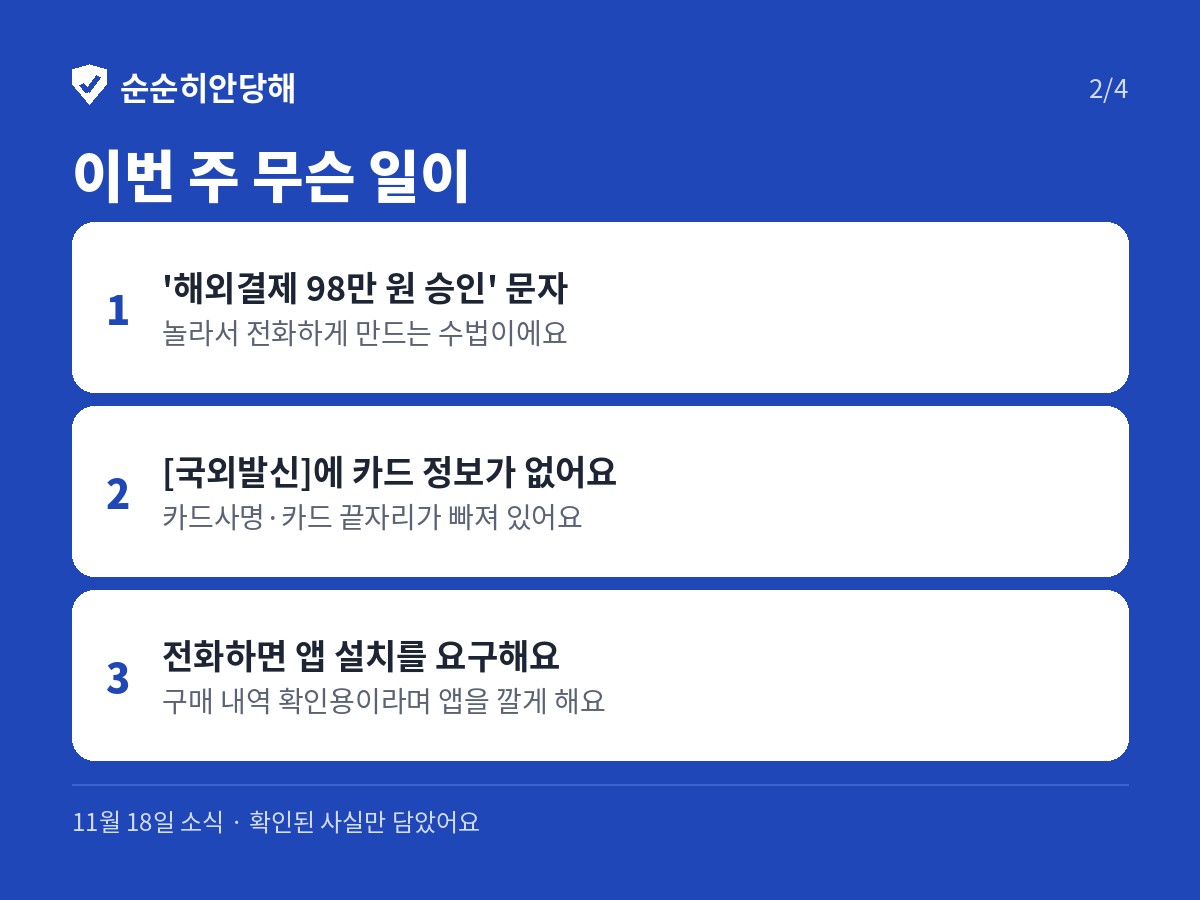 순순히안당해
2/4
이번 주 무슨 일이
1
'해외결제 98만 원 승인' 문자
놀라서 전화하게 만드는 수법이에요
2
[국외발신]에 카드 정보가 없어요
카드사명·카드 끝자리가 빠져 있어요
3
전화하면 앱 설치를 요구해요
구매 내역 확인용이라며 앱을 깔게 해요
11월 18일 소식 · 확인된 사실만 담았어요